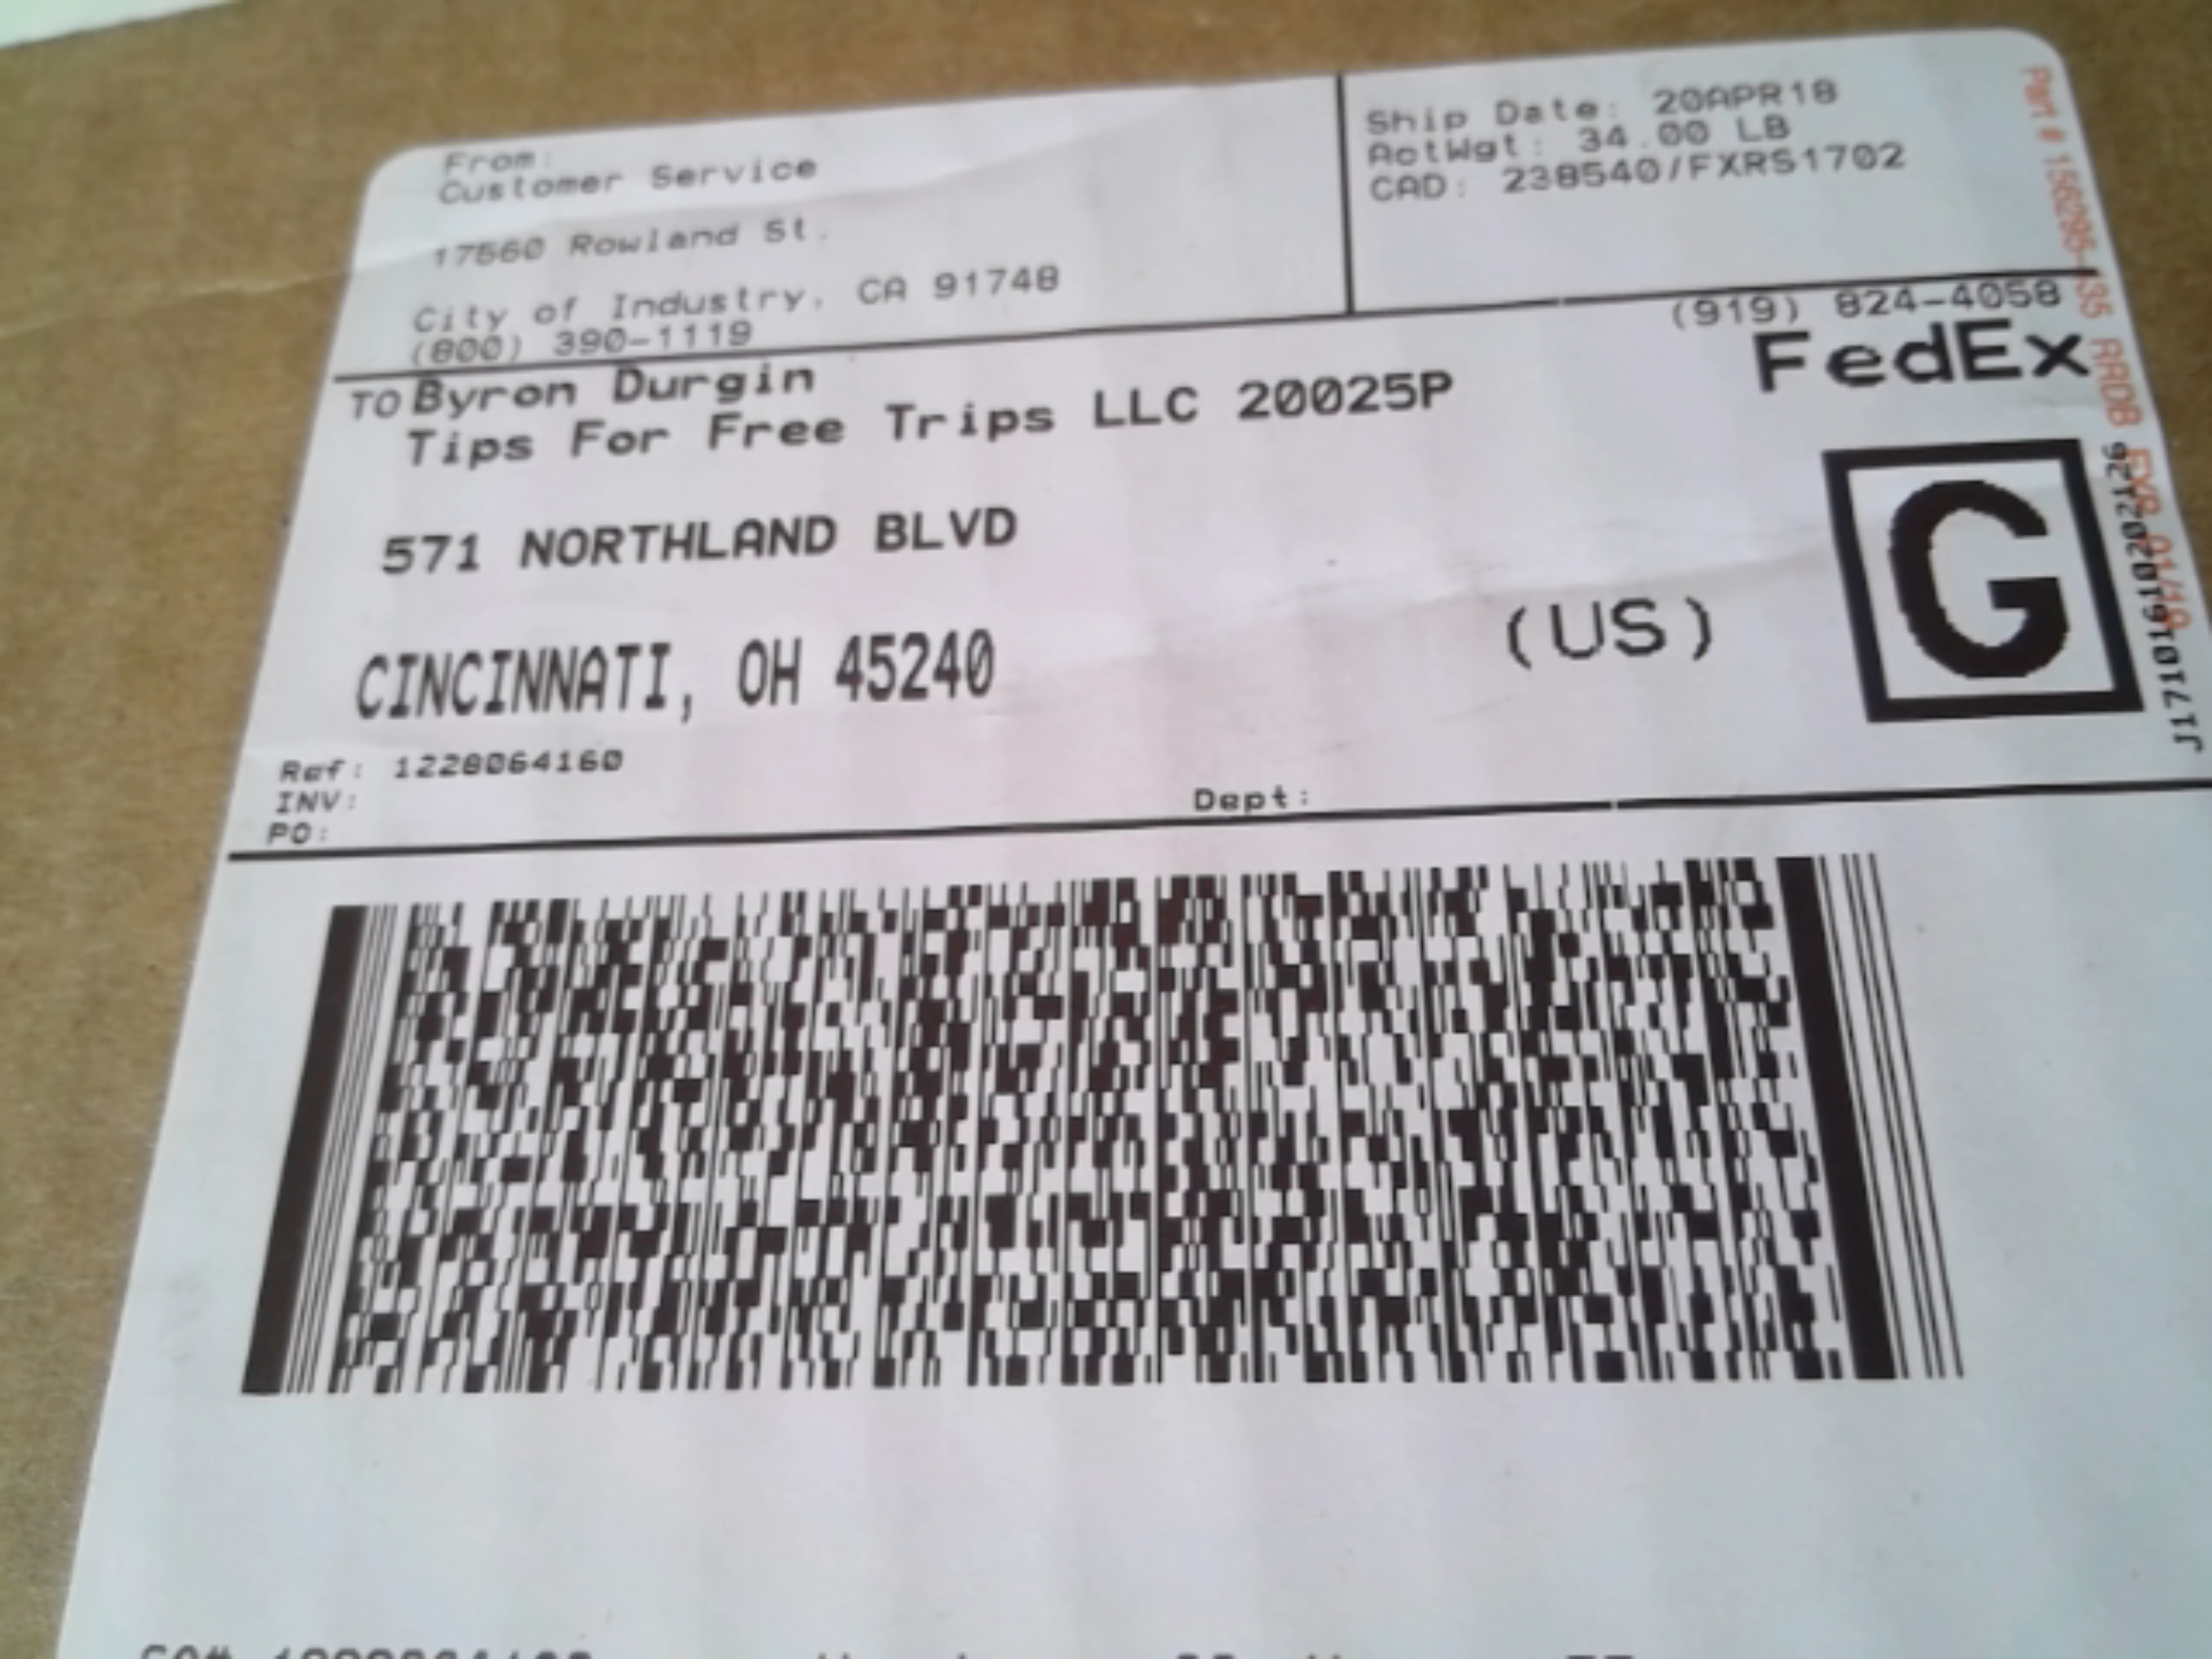 From:
Customer Service
17560 Rowland St.
City of Industry, CA 91748
(800) 390-1119
Ship Date: 20APR18
ActWgt: 34.00 LB
CAD: 238540/FXRS1702
(919) 824-4058
TO Byron Durgin
Tips For Free Trips LLC 20025P
FedEx
571 NORTHLAND BLVD
G
CINCINNATI, OH 45240
(US)
Ref: 1228064160
INV:
PO:
Dept:
Part #
RRDB